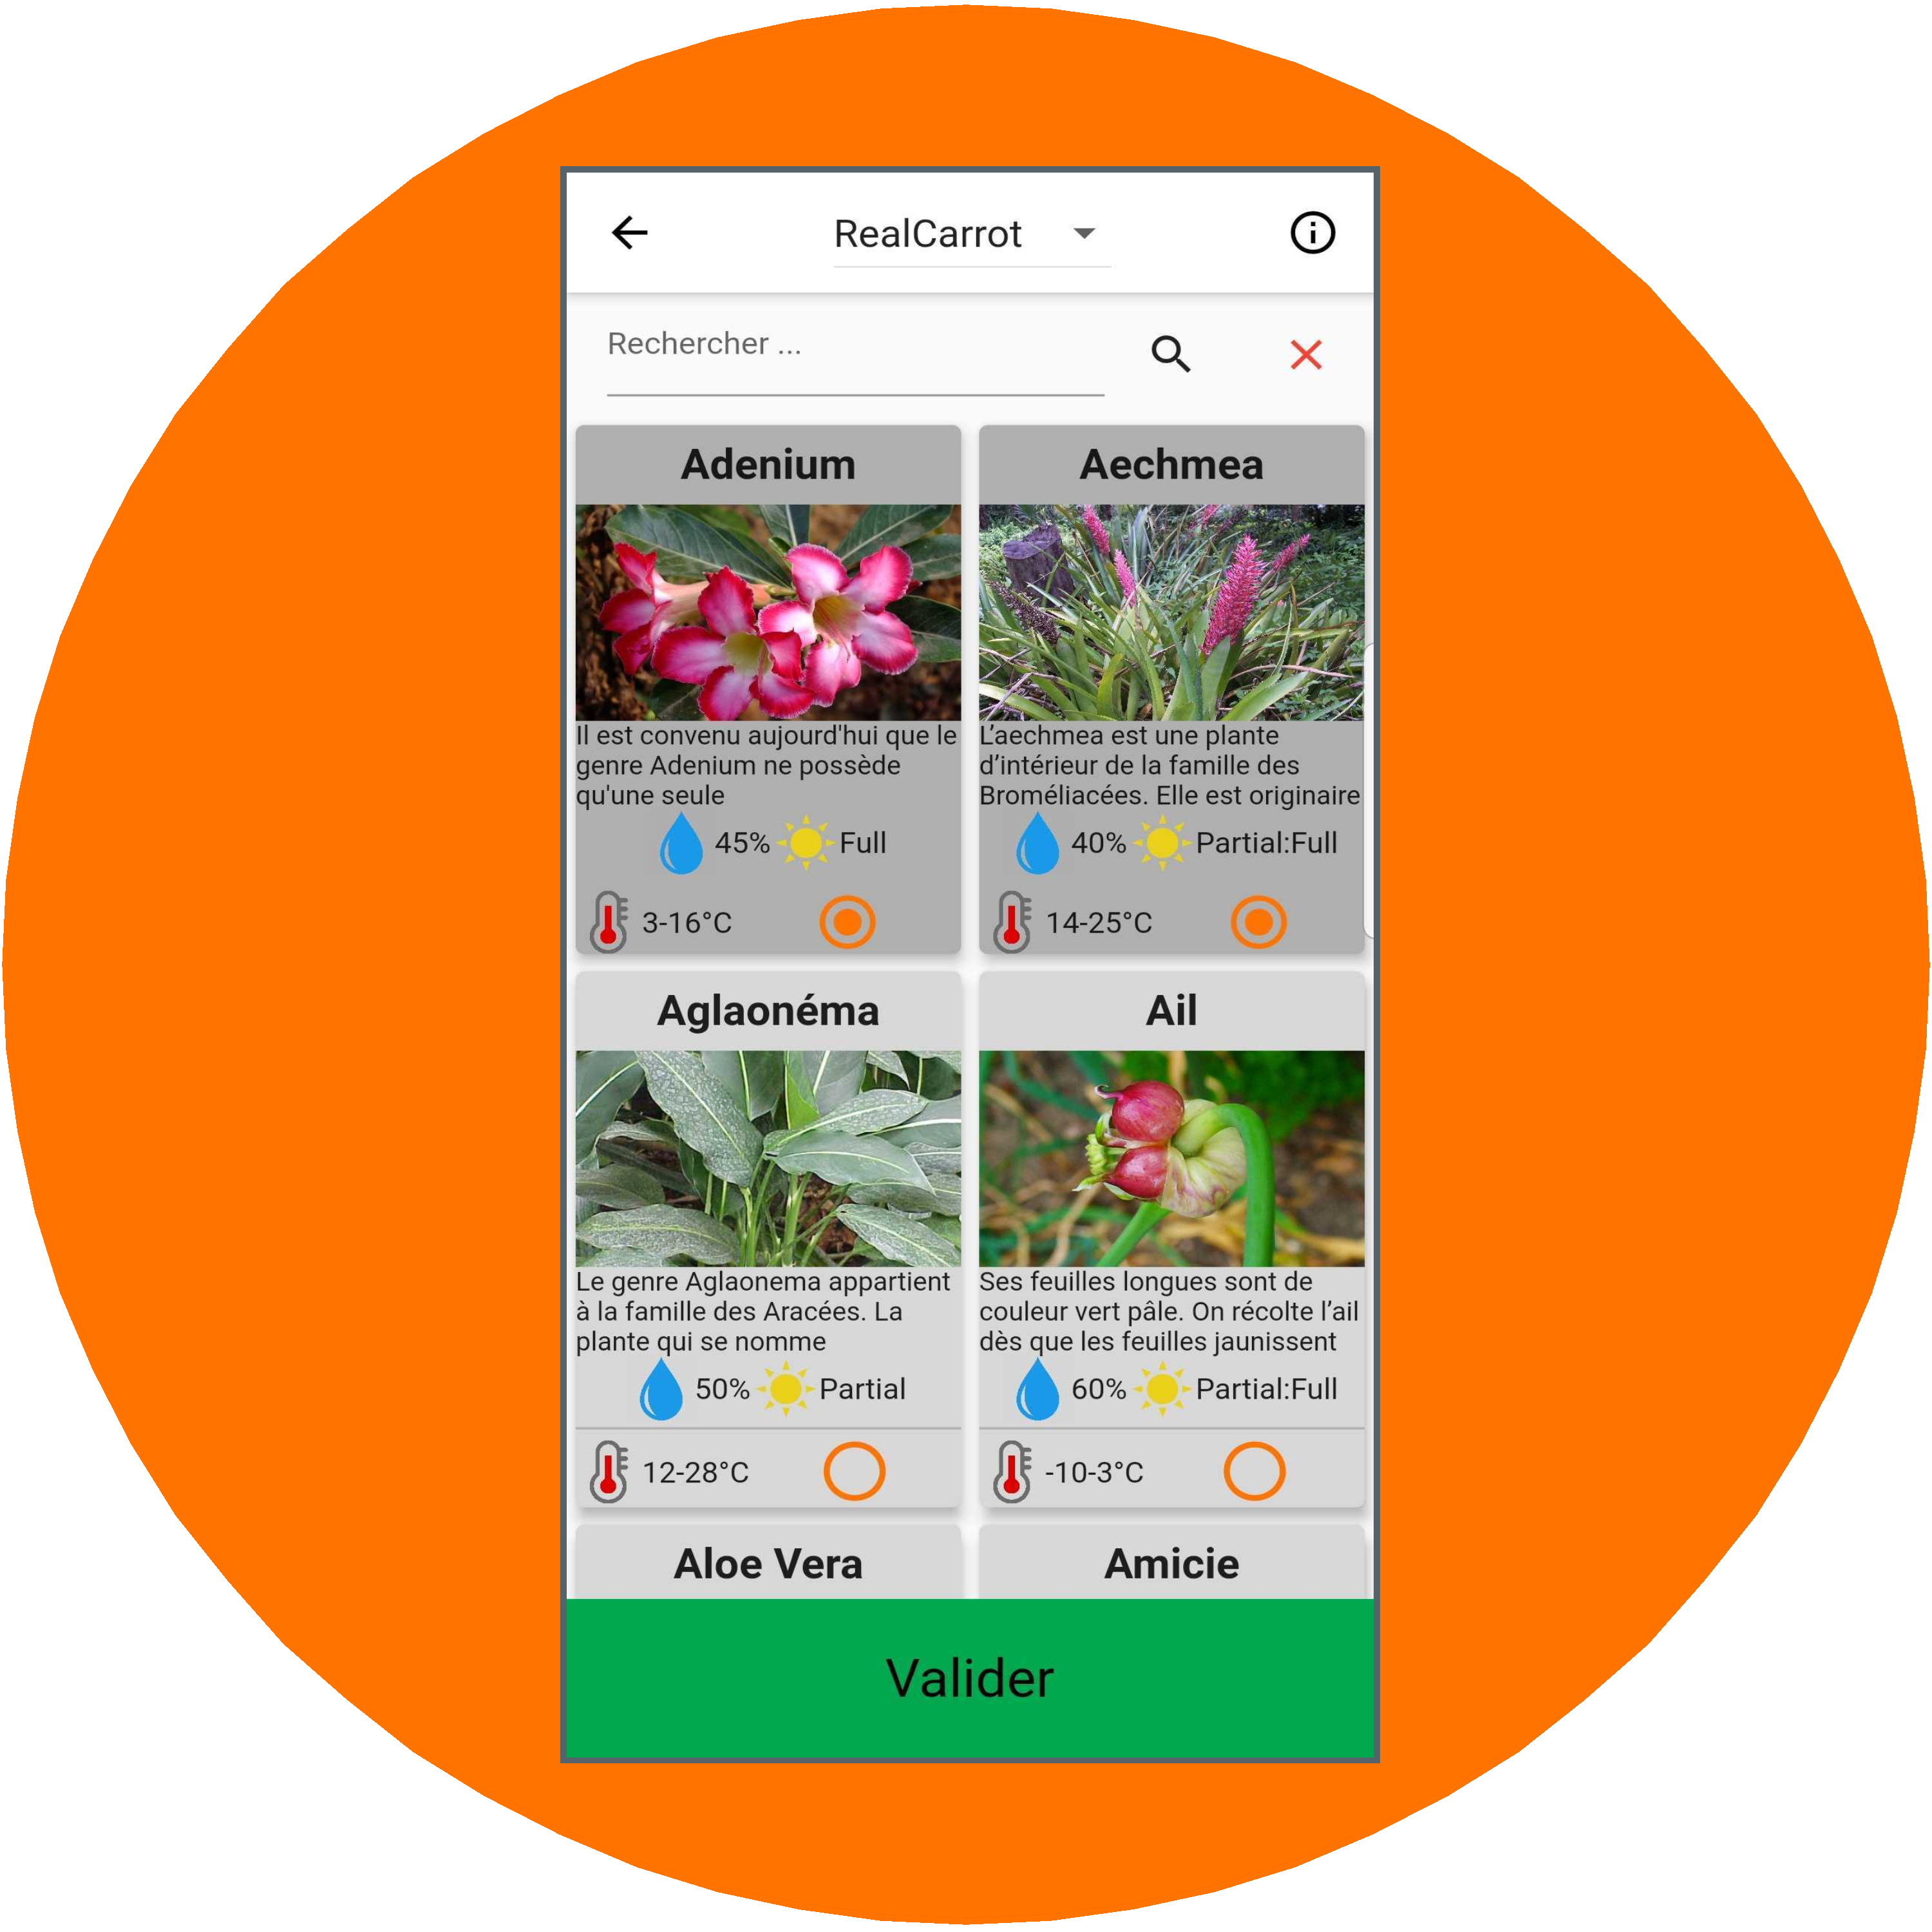 RealCarrot
Rechercher ...
Adenium
Il est convenu aujourd'hui que le
genre Adenium ne possède
qu'une seule
45% Full
3-16°C
Aechmea
L’aechmea est une plante
d’intérieur de la famille des
Broméliacées. Elle est originaire
40% Partial:Full
14-25°C
Aglaonéma
Le genre Aglaonema appartient
à la famille des Aracées. La
plante qui se nomme
50% Partial
12-28°C
Ail
Ses feuilles longues sont de
couleur vert pâle. On récolte l’ail
dès que les feuilles jaunissent
60% Partial:Full
-10-3°C
Aloe Vera
Amicie
Valider